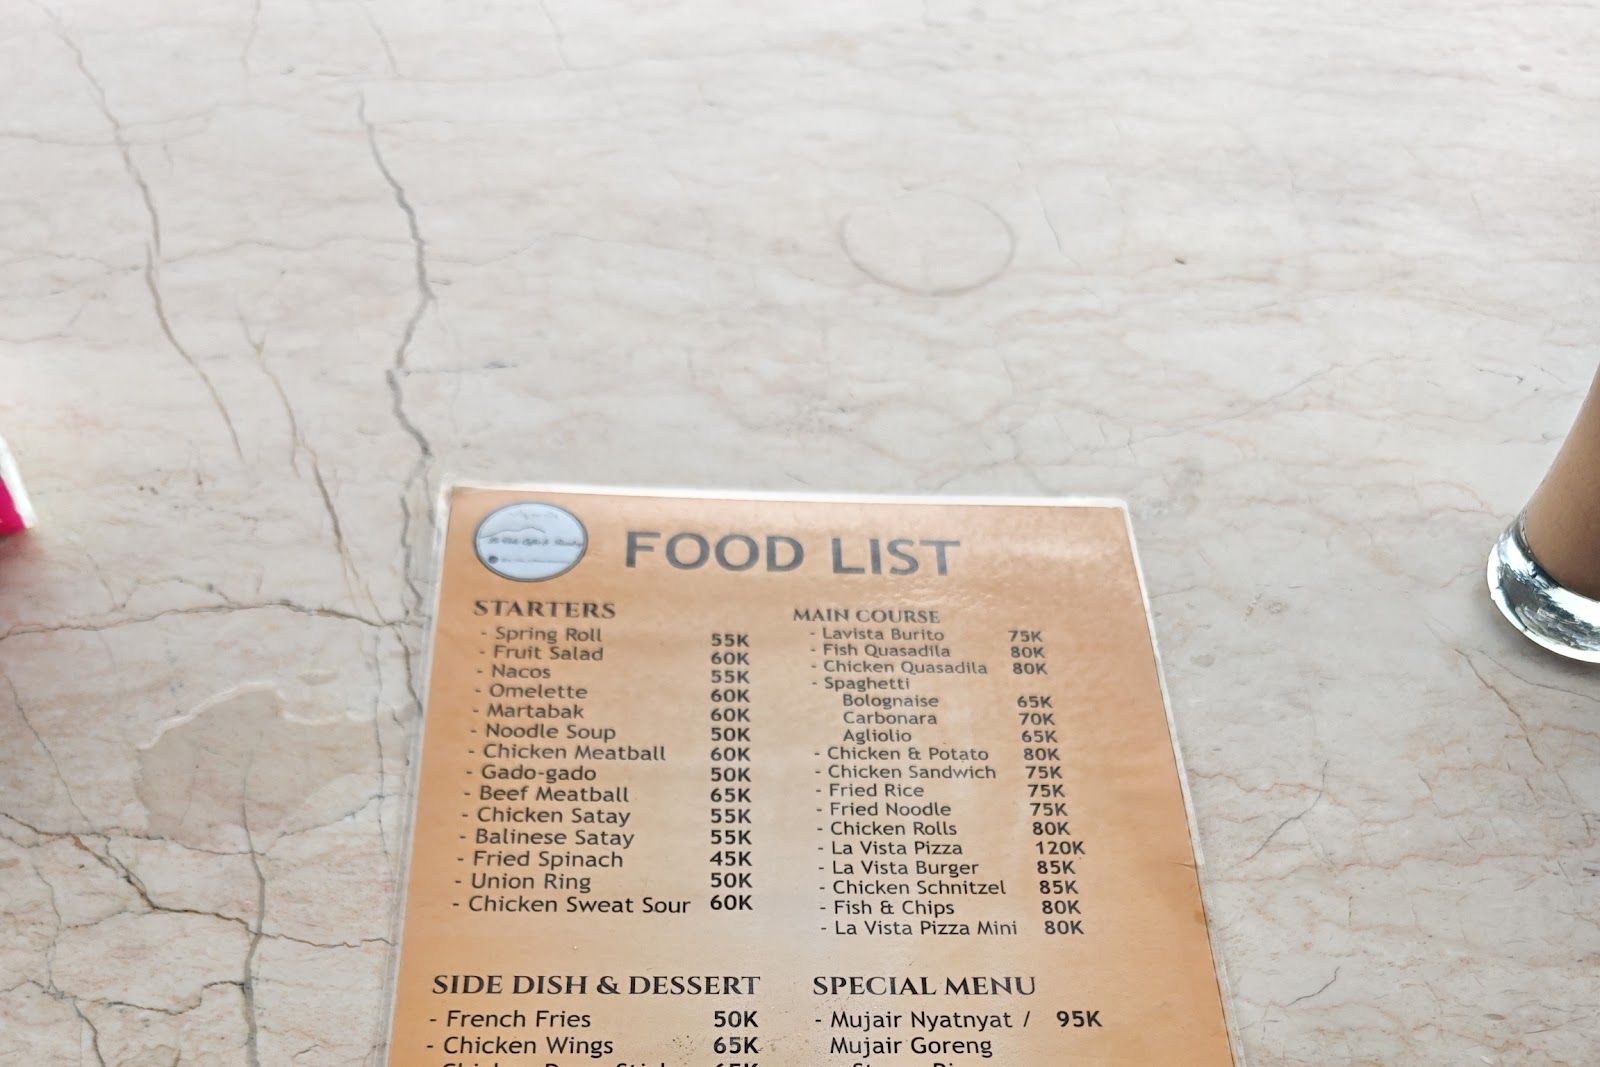 FOOD LIST
STARTERS
- Spring Roll 55K
- Fruit Salad 60K
- Nacos 55K
- Omelette 60K
- Martabak 60K
- Noodle Soup 50K
- Chicken Meatball 60K
- Gado-gado 50K
- Beef Meatball 65K
- Chicken Satay 55K
- Balinese Satay 55K
- Fried Spinach 45K
- Union Ring 50K
- Chicken Sweat Sour 60K
MAIN COURSE
- Lavista Burito 75K
- Fish Quasadila 80K
- Chicken Quasadila 80K
- Spaghetti
Bolognaise 65K
Carbonara 70K
Agliolio 65K
- Chicken & Potato 80K
- Chicken Sandwich 75K
- Fried Rice 75K
- Fried Noodle 75K
- Chicken Rolls 80K
- La Vista Pizza 120K
- La Vista Burger 85K
- Chicken Schnitzel 85K
- Fish & Chips 80K
- La Vista Pizza Mini 80K
SIDE DISH & DESSERT
- French Fries 50K
- Chicken Wings 65K
SPECIAL MENU
- Mujair Nyatnyat / 95K
Mujair Goreng